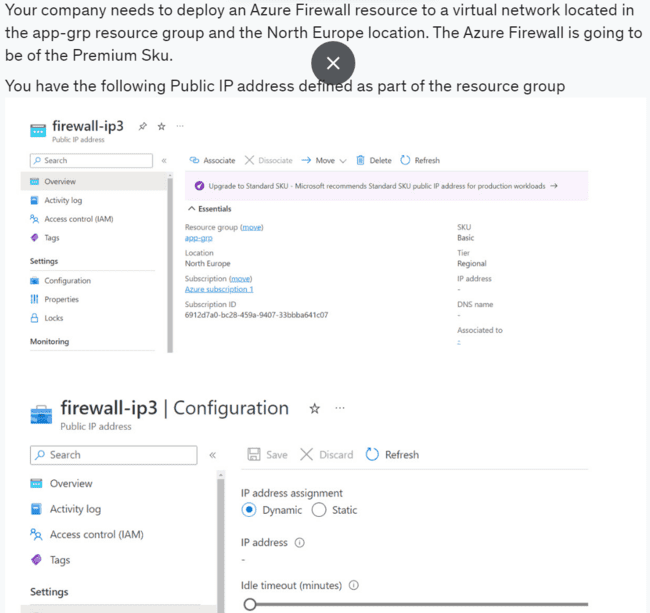 Your company needs to deploy an Azure Firewall resource to a virtual network located in
the app-grp resource group and the North Europe location. The Azure Firewall is going to
be of the Premium Sku.
You have the following Public IP address defined as part of the resource group
firewall-ip3
Public IP address
Search
Associate Dissociate Move Delete Refresh
Overview
Upgrade to Standard SKU - Microsoft recommends Standard SKU public IP address for production workloads
Activity log
Essentials
Access control (IAM)
Resource group (move)
SKU
app-grp
Basic
Tags
Location
Tier
North Europe
Regional
Settings
Subscription (move)
IP address
Configuration
Azure subscription 1
-
Properties
Subscription ID
DNS name
6912d7a0-bc28-459a-9407-33bbba641c07
-
Locks
Associated to
-
Monitoring
firewall-ip3 | Configuration
Public IP address
Search
Save Discard Refresh
Overview
IP address assignment
Activity log
Dynamic Static
Access control (IAM)
IP address
Tags
-
Settings
Idle timeout (minutes)